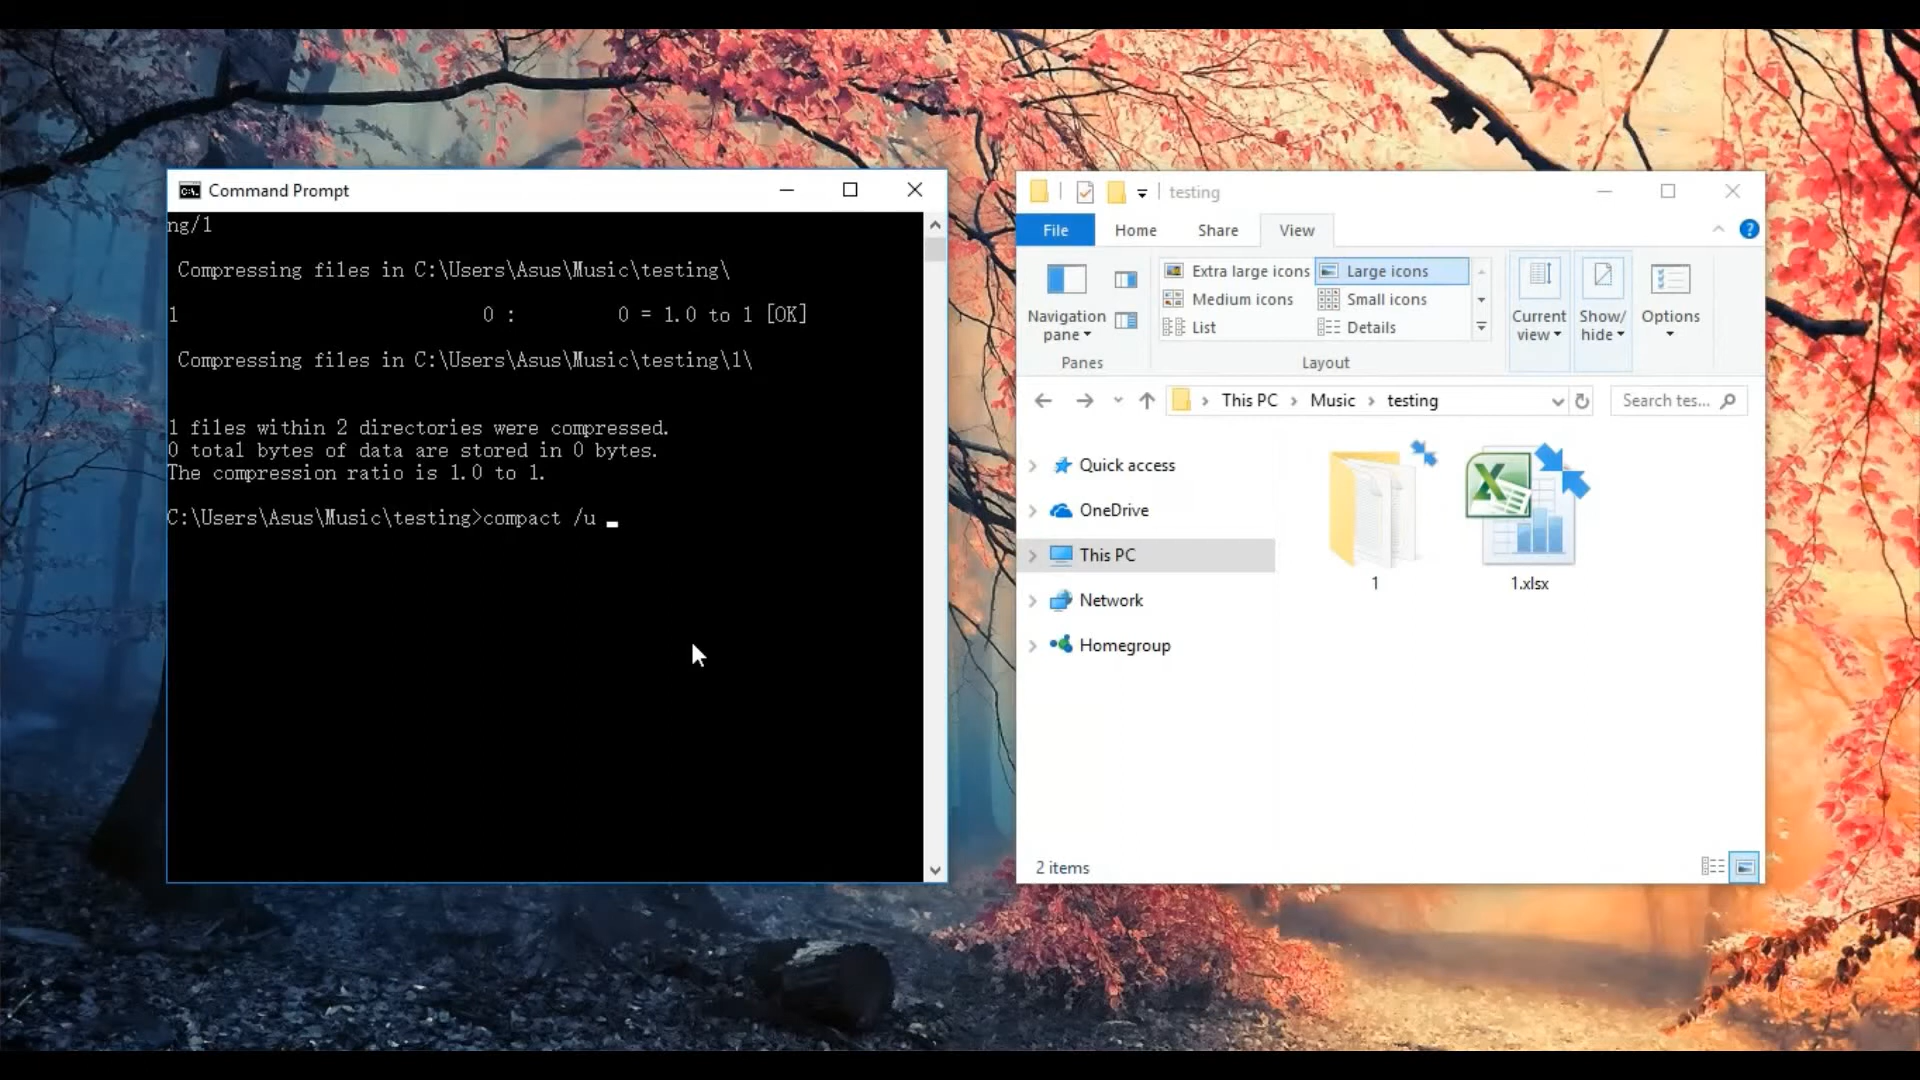 Command Prompt
ng/1
Compressing files in C:\Users\Asus\Music\testing\
1 0 : 0 = 1.0 to 1 [OK]
Compressing files in C:\Users\Asus\Music\testing\1\
1 files within 2 directories were compressed.
0 total bytes of data are stored in 0 bytes.
The compression ratio is 1.0 to 1.
C:\Users\Asus\Music\testing>compact /u _
testing
File Home Share View
Navigation pane
Panes
Extra large icons Large icons
Medium icons Small icons
List Details
Layout
Current view
Show/ hide
Options
This PC > Music > testing
Search tes...
Quick access
OneDrive
This PC
Network
Homegroup
1
1.xlsx
2 items